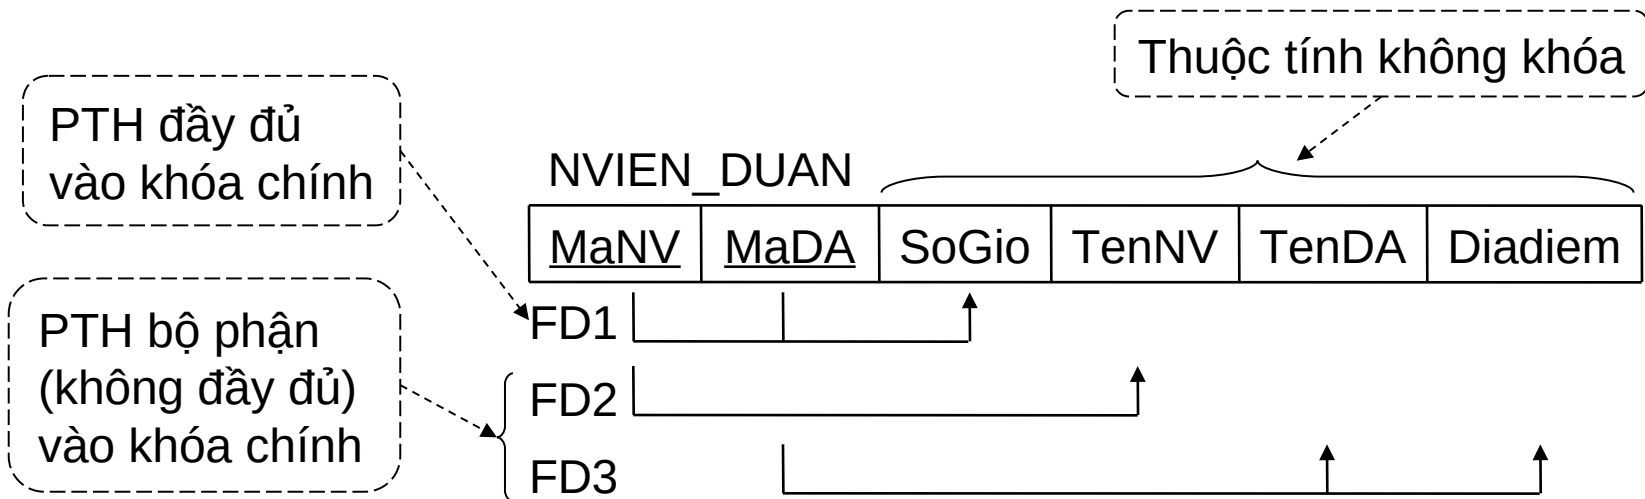 Thuộc tính không khóa
PTH đầy đủ
vào khóa chính
NVIEN_DUAN
MaNV MaDA SoGio TenNV TenDA Diadiem
FD1
PTH bộ phận
(không đầy đủ)
vào khóa chính
FD2
FD3